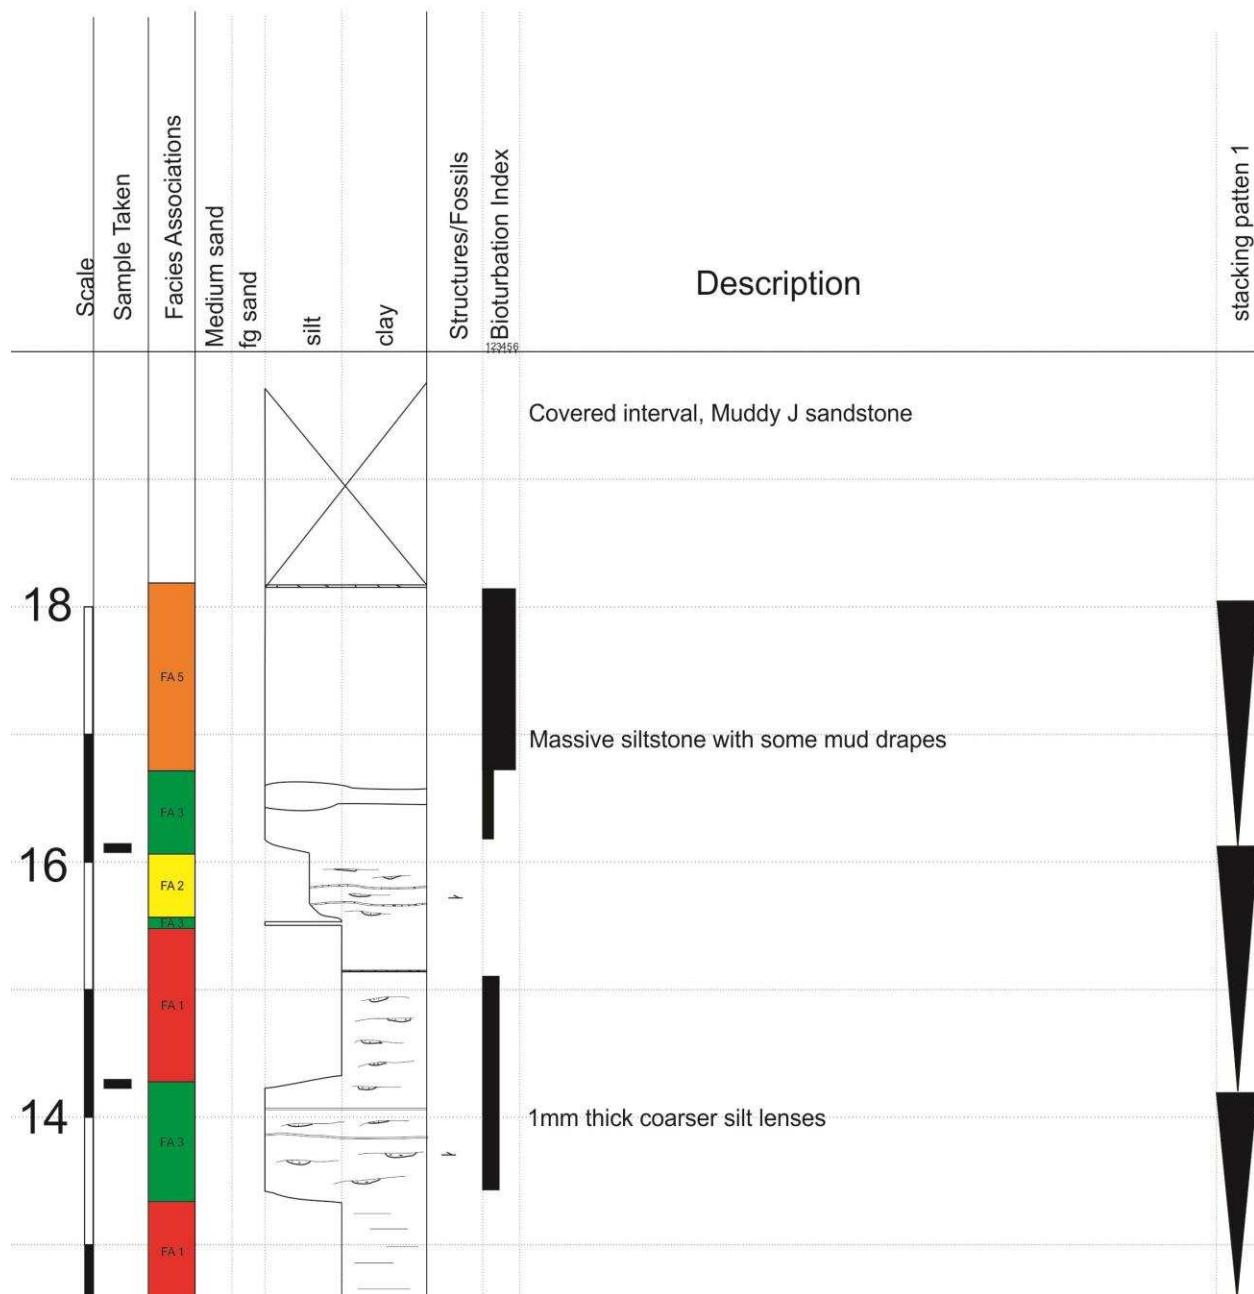 Scale
Sample Taken
Facies Associations
Medium sand
fg sand
silt
clay
Structures/Fossils
Bioturbation Index
123456
Description
stacking patten 1
Covered interval, Muddy J sandstone
18
FA 5
Massive siltstone with some mud drapes
FA 3
16
FA 2
FA 3
FA 1
14
1mm thick coarser silt lenses
FA 3
FA 1